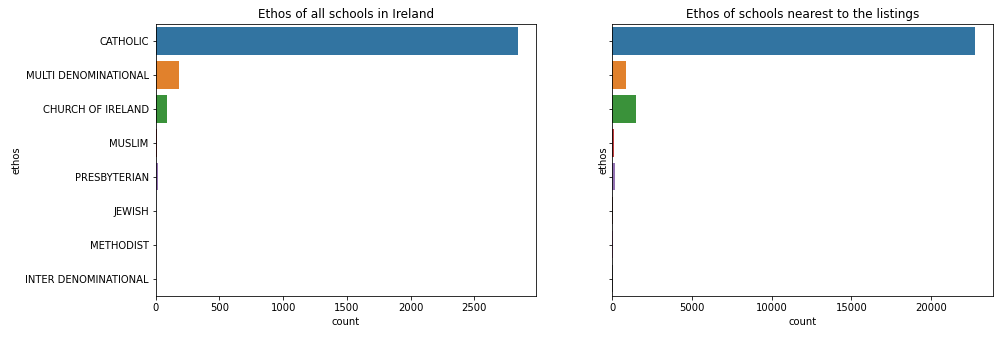 Ethos of all schools in Ireland
ethos
CATHOLIC
MULTI DENOMINATIONAL
CHURCH OF IRELAND
MUSLIM
PRESBYTERIAN
JEWISH
METHODIST
INTER DENOMINATIONAL
0 500 1000 1500 2000 2500
count
Ethos of schools nearest to the listings
ethos
0 5000 10000 15000 20000
count